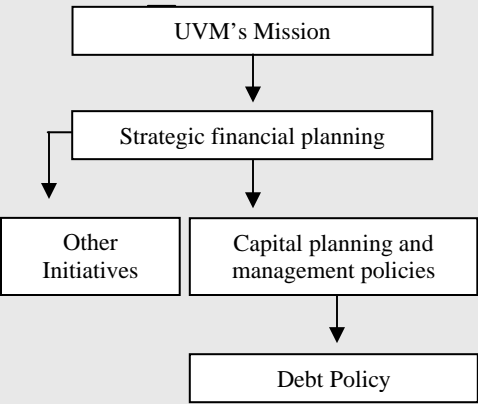 UVM’s Mission
Strategic financial planning
Other
Initiatives
Capital planning and
management policies
Debt Policy